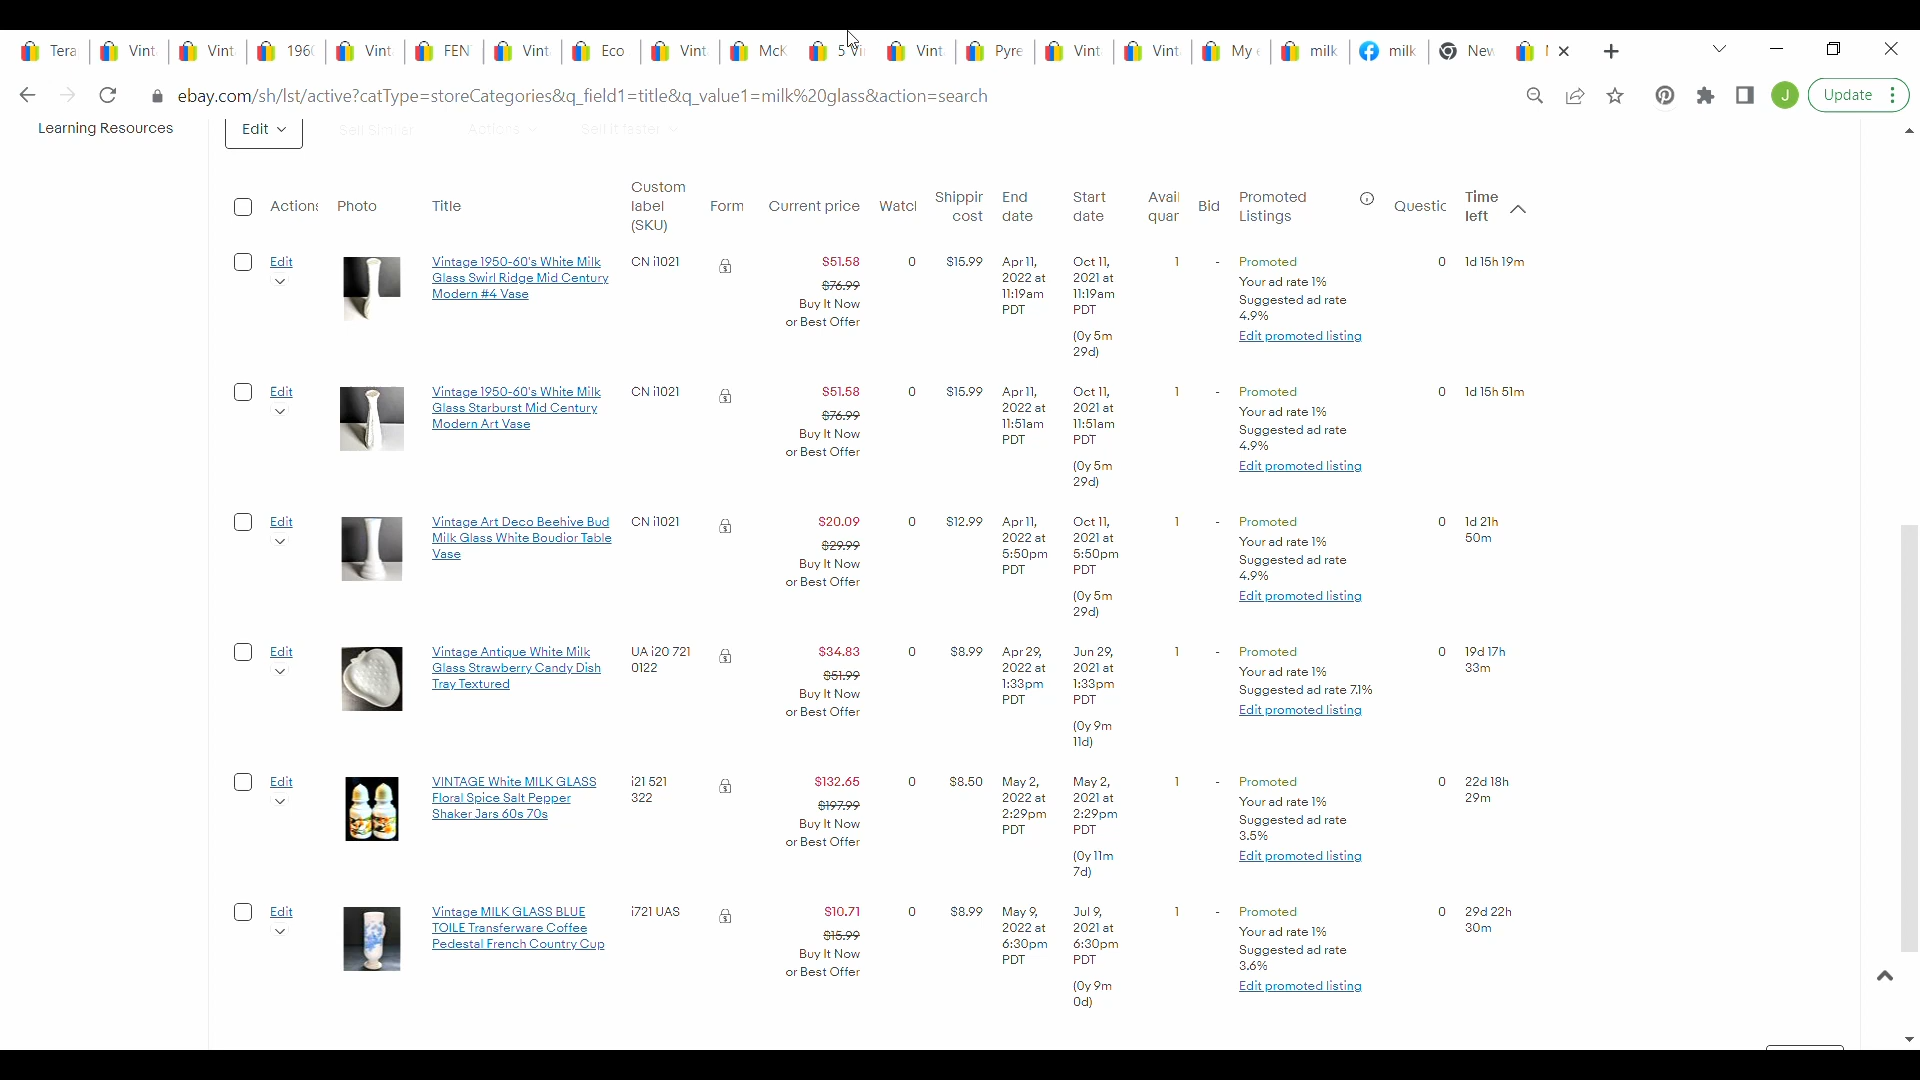 Tera
Vint
Vint
1960
Vint
FEN
Vint
Eco
Vint
McK
5 Vi
Vint
Pyre
Vint
Vint
My e
milk
milk
New
ebay.com/sh/lst/active?catType=storeCategories&q_field1=title&q_value1=milk%20glass&action=search
J
Update
Learning Resources
Edit
Sell Similar
Actions
Sell it faster
Actions
Photo
Title
Custom
label
(SKU)
Form
Current price
Watch
Shippin
cost
End
date
Start
date
Avail
quan
Bid
Promoted
Listings
Questio
Time
left
Edit
Vintage 1950-60's White Milk
Glass Swirl Ridge Mid Century
Modern #4 Vase
CN i1021
$51.58
$76.99
Buy It Now
or Best Offer
0
$15.99
Apr 11,
2022 at
11:19am
PDT
Oct 11,
2021 at
11:19am
PDT
(0y 5m
29d)
1
-
Promoted
Your ad rate 1%
Suggested ad rate
4.9%
Edit promoted listing
0
1d 15h 19m
Edit
Vintage 1950-60's White Milk
Glass Starburst Mid Century
Modern Art Vase
CN i1021
$51.58
$76.99
Buy It Now
or Best Offer
0
$15.99
Apr 11,
2022 at
11:51am
PDT
Oct 11,
2021 at
11:51am
PDT
(0y 5m
29d)
1
-
Promoted
Your ad rate 1%
Suggested ad rate
4.9%
Edit promoted listing
0
1d 15h 51m
Edit
Vintage Art Deco Beehive Bud
Milk Glass White Boudior Table
Vase
CN i1021
$20.09
$29.99
Buy It Now
or Best Offer
0
$12.99
Apr 11,
2022 at
5:50pm
PDT
Oct 11,
2021 at
5:50pm
PDT
(0y 5m
29d)
1
-
Promoted
Your ad rate 1%
Suggested ad rate
4.9%
Edit promoted listing
0
1d 21h
50m
Edit
Vintage Antique White Milk
Glass Strawberry Candy Dish
Tray Textured
UA i20 721
0122
$34.83
$51.99
Buy It Now
or Best Offer
0
$8.99
Apr 29,
2022 at
1:33pm
PDT
Jun 29,
2021 at
1:33pm
PDT
(0y 9m
11d)
1
-
Promoted
Your ad rate 1%
Suggested ad rate 7.1%
Edit promoted listing
0
19d 17h
33m
Edit
VINTAGE White MILK GLASS
Floral Spice Salt Pepper
Shaker Jars 60s 70s
i21 521
322
$132.65
$197.99
Buy It Now
or Best Offer
0
$8.50
May 2,
2022 at
2:29pm
PDT
May 2,
2021 at
2:29pm
PDT
(0y 11m
7d)
1
-
Promoted
Your ad rate 1%
Suggested ad rate
3.5%
Edit promoted listing
0
22d 18h
29m
Edit
Vintage MILK GLASS BLUE
TOILE Transferware Coffee
Pedestal French Country Cup
i721 UAS
$10.71
$15.99
Buy It Now
or Best Offer
0
$8.99
May 9,
2022 at
6:30pm
PDT
Jul 9,
2021 at
6:30pm
PDT
(0y 9m
0d)
1
-
Promoted
Your ad rate 1%
Suggested ad rate
3.6%
Edit promoted listing
0
29d 22h
30m